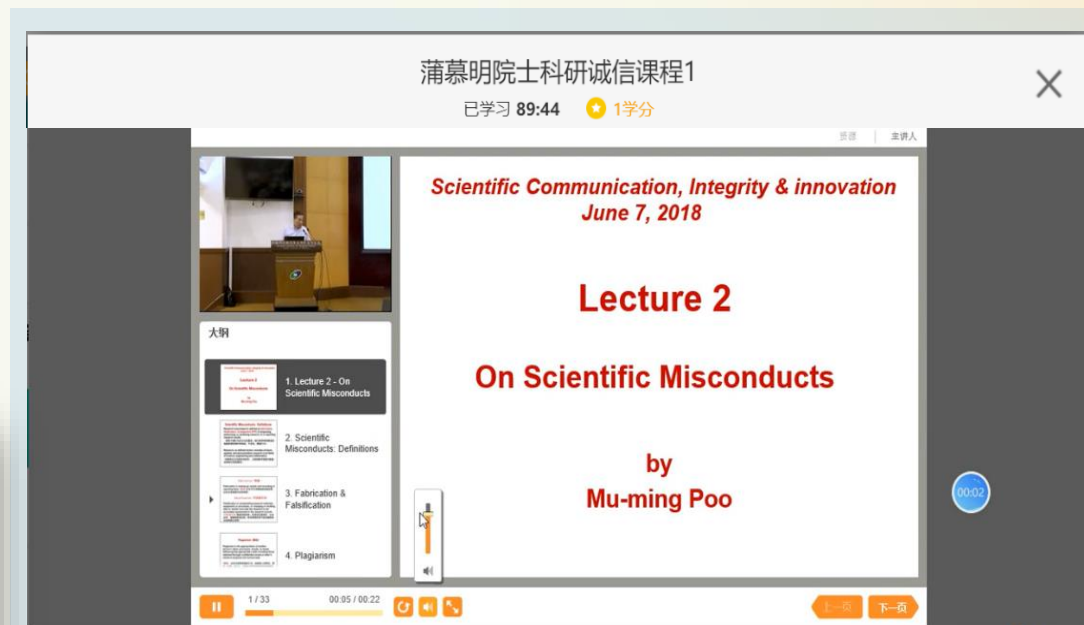 蒲慕明院士科研诚信课程1
已学习 89:44 1学分
资源 主讲人
Scientific Communication, Integrity & innovation
June 7, 2018
Lecture 2
On Scientific Misconducts
by
Mu-ming Poo
大纲
1. Lecture 2 - On
Scientific Misconducts
2. Scientific
Misconducts: Definitions
3. Fabrication &
Falsification
4. Plagiarism
00:02
1 / 33 00:05 / 00:22
上一页 下一页